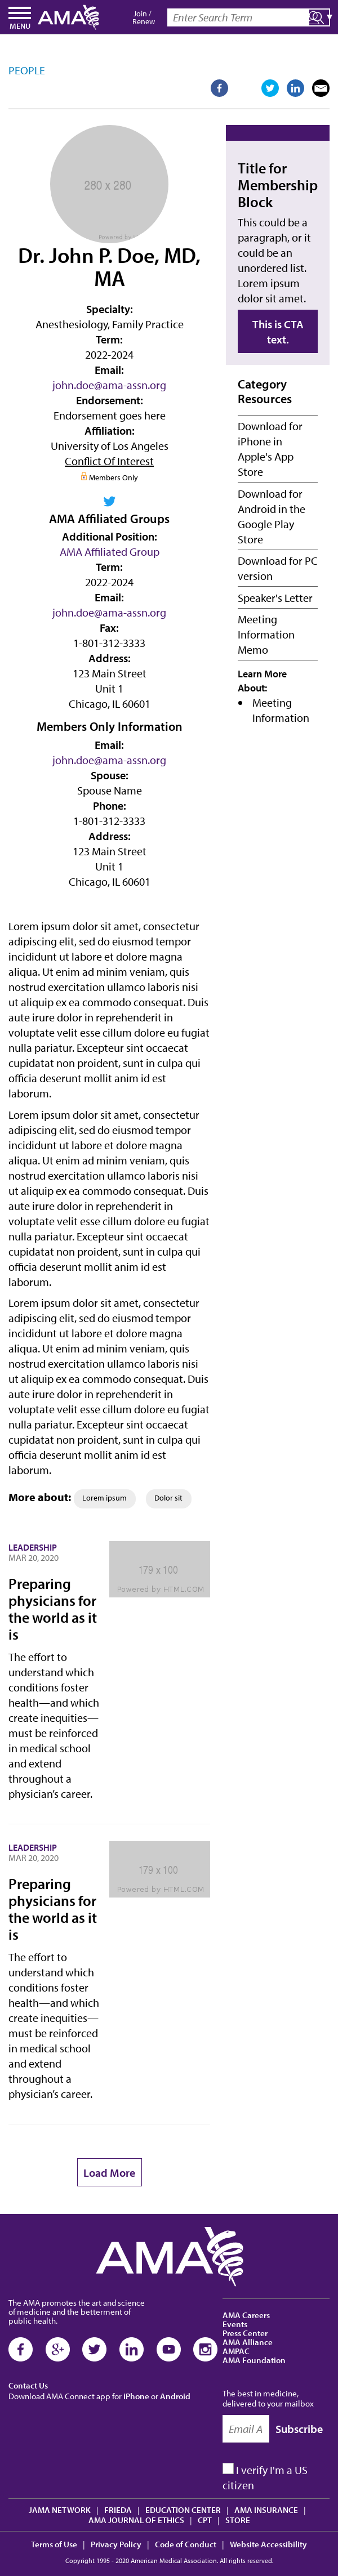 MENU
AMA
Join /
Renew
Enter Search Term
PEOPLE
280 x 280
Powered by
Dr. John P. Doe, MD,
MA
Specialty:
Anesthesiology, Family Practice
Term:
2022-2024
Email:
john.doe@ama-assn.org
Endorsement:
Endorsement goes here
Affiliation:
University of Los Angeles
Conflict Of Interest
Members Only
AMA Affiliated Groups
Additional Position:
AMA Affiliated Group
Term:
2022-2024
Email:
john.doe@ama-assn.org
Fax:
1-801-312-3333
Address:
123 Main Street
Unit 1
Chicago, IL 60601
Members Only Information
Email:
john.doe@ama-assn.org
Spouse:
Spouse Name
Phone:
1-801-312-3333
Address:
123 Main Street
Unit 1
Chicago, IL 60601
Lorem ipsum dolor sit amet, consectetur
adipiscing elit, sed do eiusmod tempor
incididunt ut labore et dolore magna
aliqua. Ut enim ad minim veniam, quis
nostrud exercitation ullamco laboris nisi
ut aliquip ex ea commodo consequat. Duis
aute irure dolor in reprehenderit in
voluptate velit esse cillum dolore eu fugiat
nulla pariatur. Excepteur sint occaecat
cupidatat non proident, sunt in culpa qui
officia deserunt mollit anim id est
laborum.
Lorem ipsum dolor sit amet, consectetur
adipiscing elit, sed do eiusmod tempor
incididunt ut labore et dolore magna
aliqua. Ut enim ad minim veniam, quis
nostrud exercitation ullamco laboris nisi
ut aliquip ex ea commodo consequat. Duis
aute irure dolor in reprehenderit in
voluptate velit esse cillum dolore eu fugiat
nulla pariatur. Excepteur sint occaecat
cupidatat non proident, sunt in culpa qui
officia deserunt mollit anim id est
laborum.
Lorem ipsum dolor sit amet, consectetur
adipiscing elit, sed do eiusmod tempor
incididunt ut labore et dolore magna
aliqua. Ut enim ad minim veniam, quis
nostrud exercitation ullamco laboris nisi
ut aliquip ex ea commodo consequat. Duis
aute irure dolor in reprehenderit in
voluptate velit esse cillum dolore eu fugiat
nulla pariatur. Excepteur sint occaecat
cupidatat non proident, sunt in culpa qui
officia deserunt mollit anim id est
laborum.
More about: Lorem ipsum Dolor sit
Title for
Membership
Block
This could be a
paragraph, or it
could be an
unordered list.
Lorem ipsum
dolor sit amet.
This is CTA
text.
Category
Resources
Download for
iPhone in
Apple's App
Store
Download for
Android in the
Google Play
Store
Download for PC
version
Speaker's Letter
Meeting
Information
Memo
Learn More
About:
Meeting
Information
LEADERSHIP
MAR 20, 2020
Preparing
physicians for
the world as it
is
The effort to
understand which
conditions foster
health—and which
create inequities—
must be reinforced
in medical school
and extend
throughout a
physician's career.
179 x 100
Powered by HTML.COM
LEADERSHIP
MAR 20, 2020
Preparing
physicians for
the world as it
is
The effort to
understand which
conditions foster
health—and which
create inequities—
must be reinforced
in medical school
and extend
throughout a
physician's career.
179 x 100
Powered by HTML.COM
Load More
AMA
The AMA promotes the art and science
of medicine and the betterment of
public health.
Contact Us
Download AMA Connect app for iPhone or Android
AMA Careers
Events
Press Center
AMA Alliance
AMPAC
AMA Foundation
The best in medicine,
delivered to your mailbox
Email A Subscribe
I verify I'm a US
citizen
JAMA NETWORK | FRIEDA | EDUCATION CENTER | AMA INSURANCE |
AMA JOURNAL OF ETHICS | CPT | STORE
Terms of Use | Privacy Policy | Code of Conduct | Website Accessibility
Copyright 1995 - 2020 American Medical Association. All rights reserved.